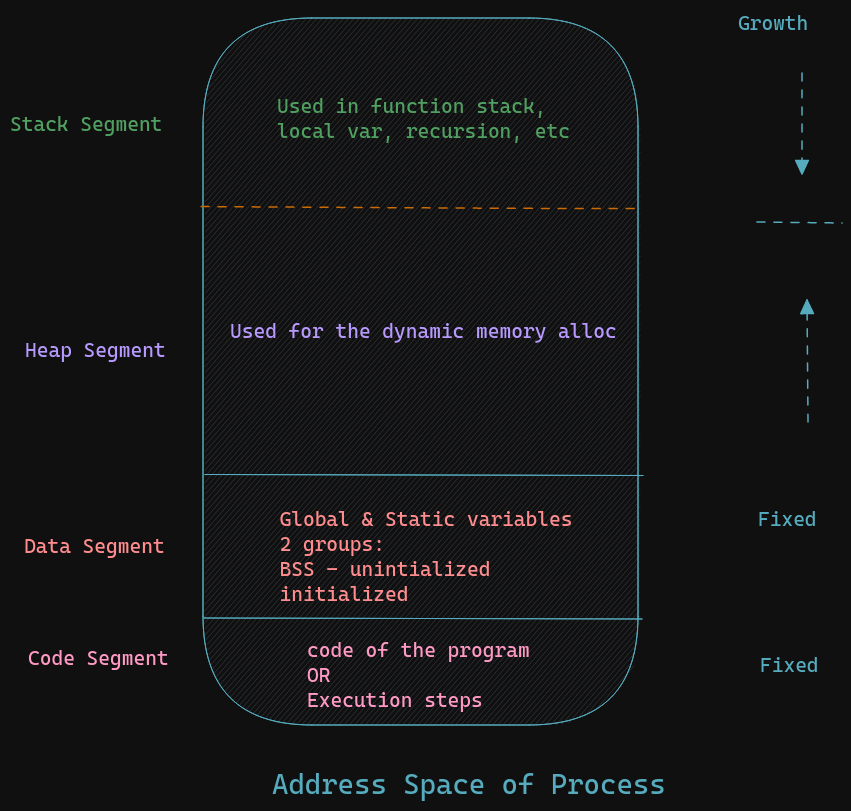 Growth
Stack Segment
Used in function stack,
local var, recursion, etc
Heap Segment
Used for the dynamic memory alloc
Data Segment
Global & Static variables
2 groups:
BSS - unintialized
initialized
Fixed
Code Segment
code of the program
OR
Execution steps
Fixed
Address Space of Process